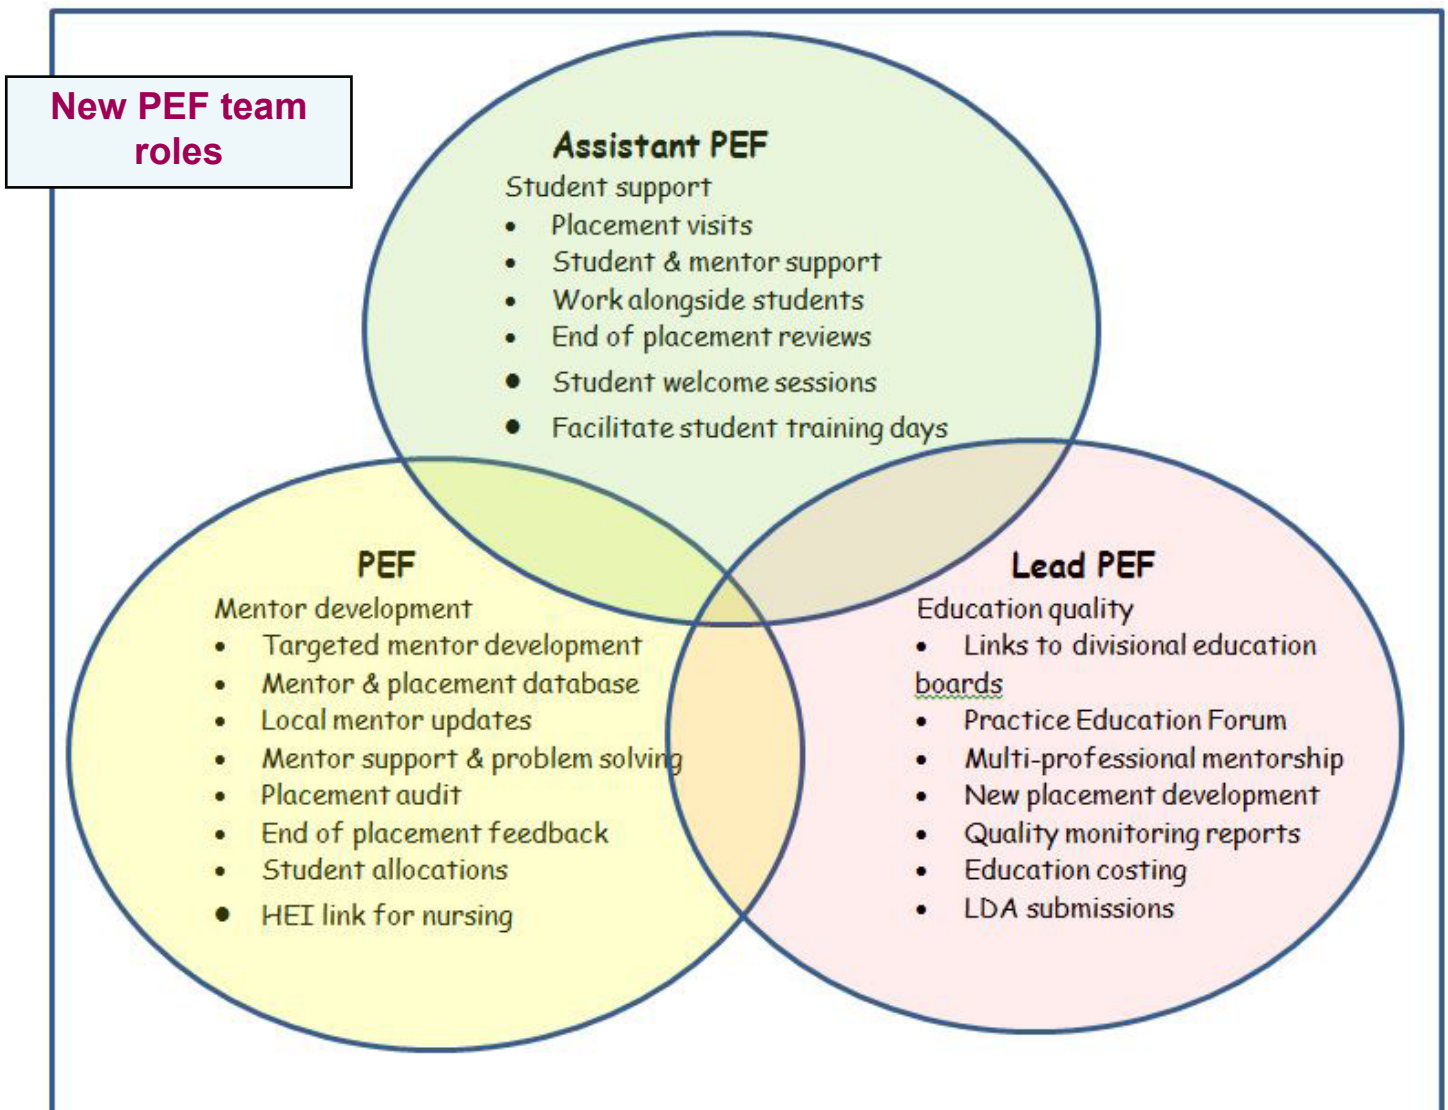 New PEF team
roles
Assistant PEF
Student support
• Placement visits
• Student & mentor support
• Work alongside students
• End of placement reviews
• Student welcome sessions
• Facilitate student training days
PEF
Mentor development
• Targeted mentor development
• Mentor & placement database
• Local mentor updates
• Mentor support & problem solving
• Placement audit
• End of placement feedback
• Student allocations
• HEI link for nursing
Lead PEF
Education quality
• Links to divisional education
boards
• Practice Education Forum
• Multi-professional mentorship
• New placement development
• Quality monitoring reports
• Education costing
• LDA submissions